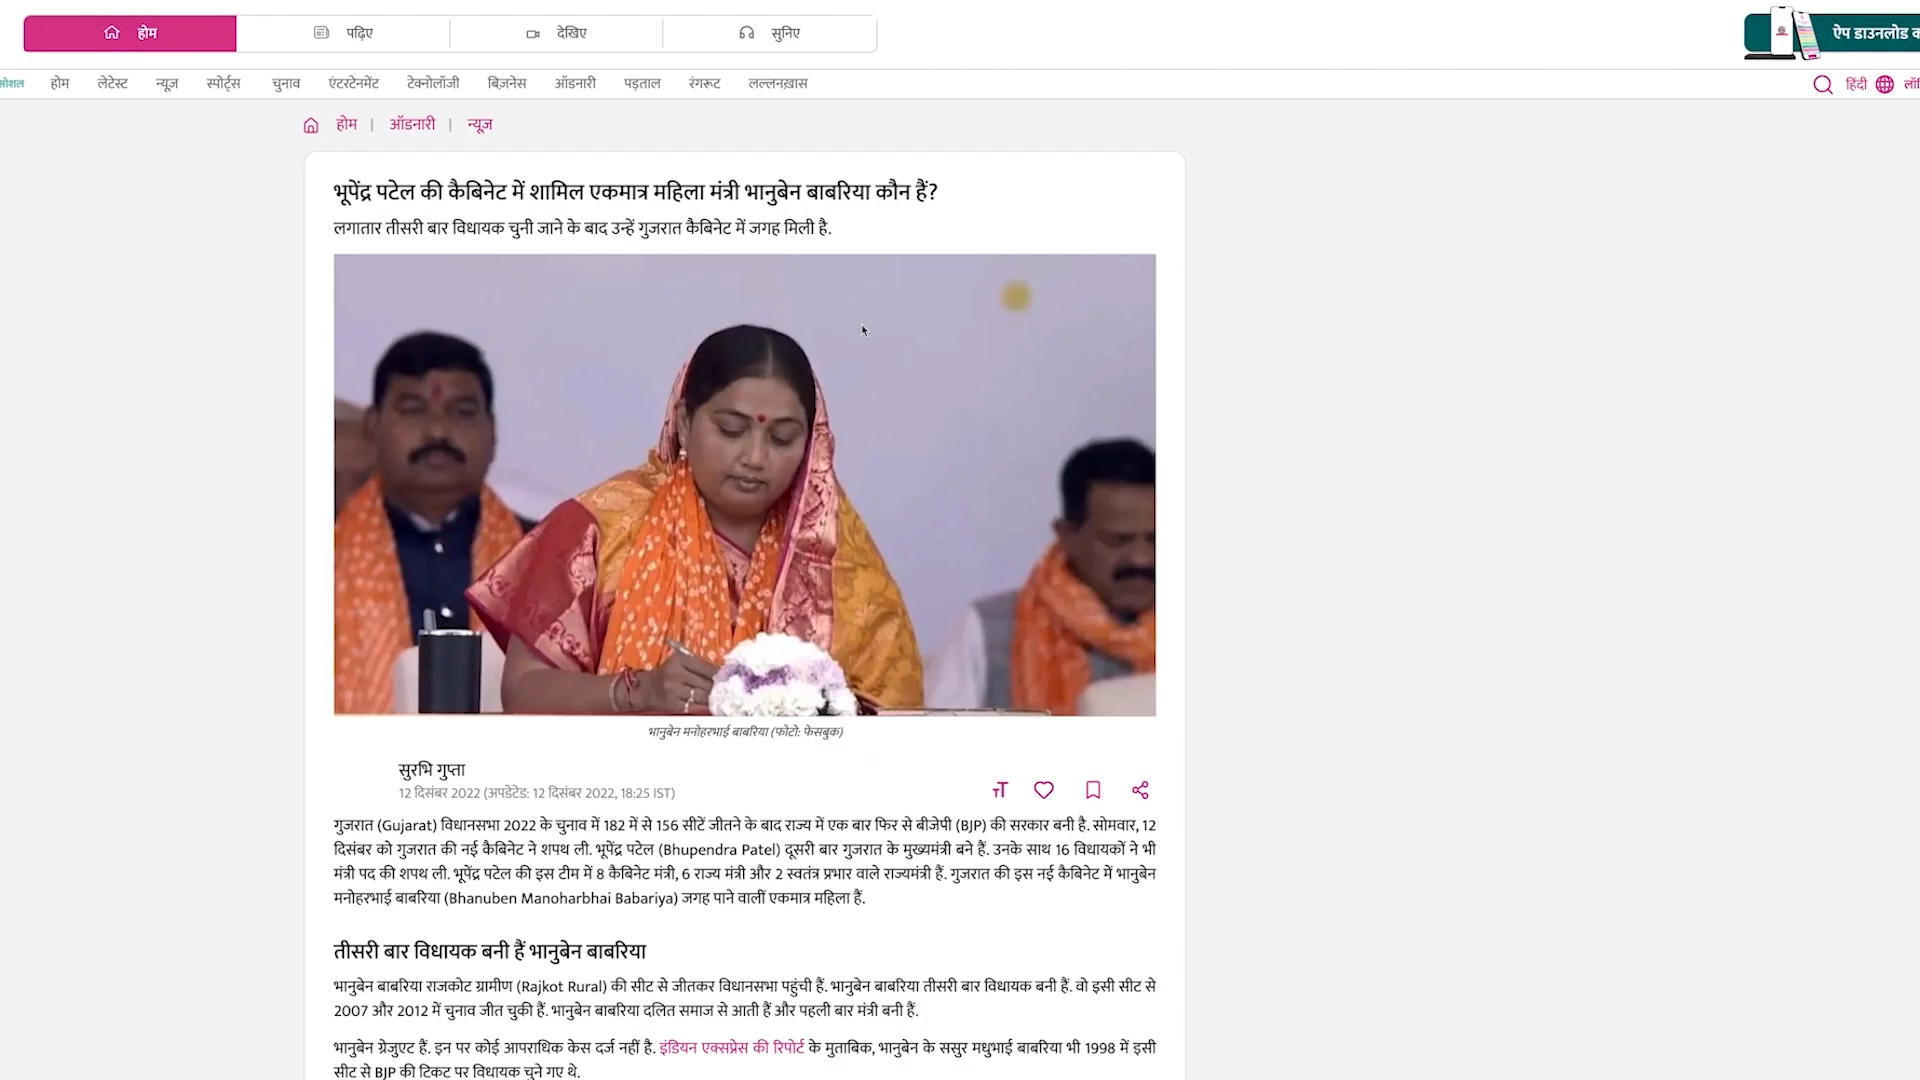 होम
पढ़िए
देखिए
सुनिए
ऐप डाउनलोड
सोशल होम लेटेस्ट न्यूज़ स्पोर्ट्स चुनाव एंटरटेनमेंट टेक्नोलॉजी बिज़नेस ऑडनारी पड़ताल रंगरूट लल्लनख़ास
हिंदी
होम | ऑडनारी | न्यूज़
भूपेंद्र पटेल की कैबिनेट में शामिल एकमात्र महिला मंत्री भानुबेन बाबरिया कौन हैं?
लगातार तीसरी बार विधायक चुनी जाने के बाद उन्हें गुजरात कैबिनेट में जगह मिली है.
भानुबेन मनोहरभाई बाबरिया (फोटो: फेसबुक)
सुरभि गुप्ता
12 दिसंबर 2022 (अपडेटेड: 12 दिसंबर 2022, 18:25 IST)
गुजरात (Gujarat) विधानसभा 2022 के चुनाव में 182 में से 156 सीटें जीतने के बाद राज्य में एक बार फिर से बीजेपी (BJP) की सरकार बनी है. सोमवार, 12
दिसंबर को गुजरात की नई कैबिनेट ने शपथ ली. भूपेंद्र पटेल (Bhupendra Patel) दूसरी बार गुजरात के मुख्यमंत्री बने हैं. उनके साथ 16 विधायकों ने भी
मंत्री पद की शपथ ली. भूपेंद्र पटेल की इस टीम में 8 कैबिनेट मंत्री, 6 राज्य मंत्री और 2 स्वतंत्र प्रभार वाले राज्यमंत्री हैं. गुजरात की इस नई कैबिनेट में भानुबेन
मनोहरभाई बाबरिया (Bhanuben Manoharbhai Babariya) जगह पाने वालीं एकमात्र महिला हैं.
तीसरी बार विधायक बनी हैं भानुबेन बाबरिया
भानुबेन बाबरिया राजकोट ग्रामीण (Rajkot Rural) की सीट से जीतकर विधानसभा पहुंची हैं. भानुबेन बाबरिया तीसरी बार विधायक बनी हैं. वो इसी सीट से
2007 और 2012 में चुनाव जीत चुकी हैं. भानुबेन बाबरिया दलित समाज से आती हैं और पहली बार मंत्री बनी हैं.
भानुबेन ग्रेजुएट हैं. इन पर कोई आपराधिक केस दर्ज नहीं है. इंडियन एक्सप्रेस की रिपोर्ट के मुताबिक, भानुबेन के ससुर मधुभाई बाबरिया भी 1998 में इसी
सीट से BJP की टिकट पर विधायक चुने गए थे.